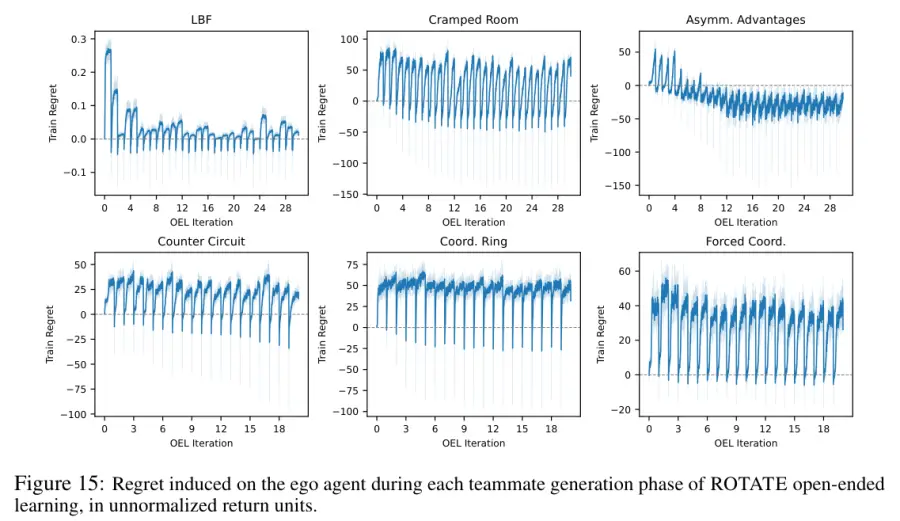 LBF
0.3
0.2
0.1
0.0
−0.1
Train Regret
0 4 8 12 16 20 24 28
OEL Iteration
Cramped Room
100
50
0
−50
−100
−150
Train Regret
0 4 8 12 16 20 24 28
OEL Iteration
Asymm. Advantages
50
0
−50
−100
−150
Train Regret
0 4 8 12 16 20 24 28
OEL Iteration
Counter Circuit
50
25
0
−25
−50
−75
−100
Train Regret
0 3 6 9 12 15 18
OEL Iteration
Coord. Ring
75
50
25
0
−25
−50
−75
−100
Train Regret
0 3 6 9 12 15 18
OEL Iteration
Forced Coord.
60
40
20
0
−20
Train Regret
0 3 6 9 12 15 18
OEL Iteration
Figure 15: Regret induced on the ego agent during each teammate generation phase of ROTATE open-ended
learning, in unnormalized return units.